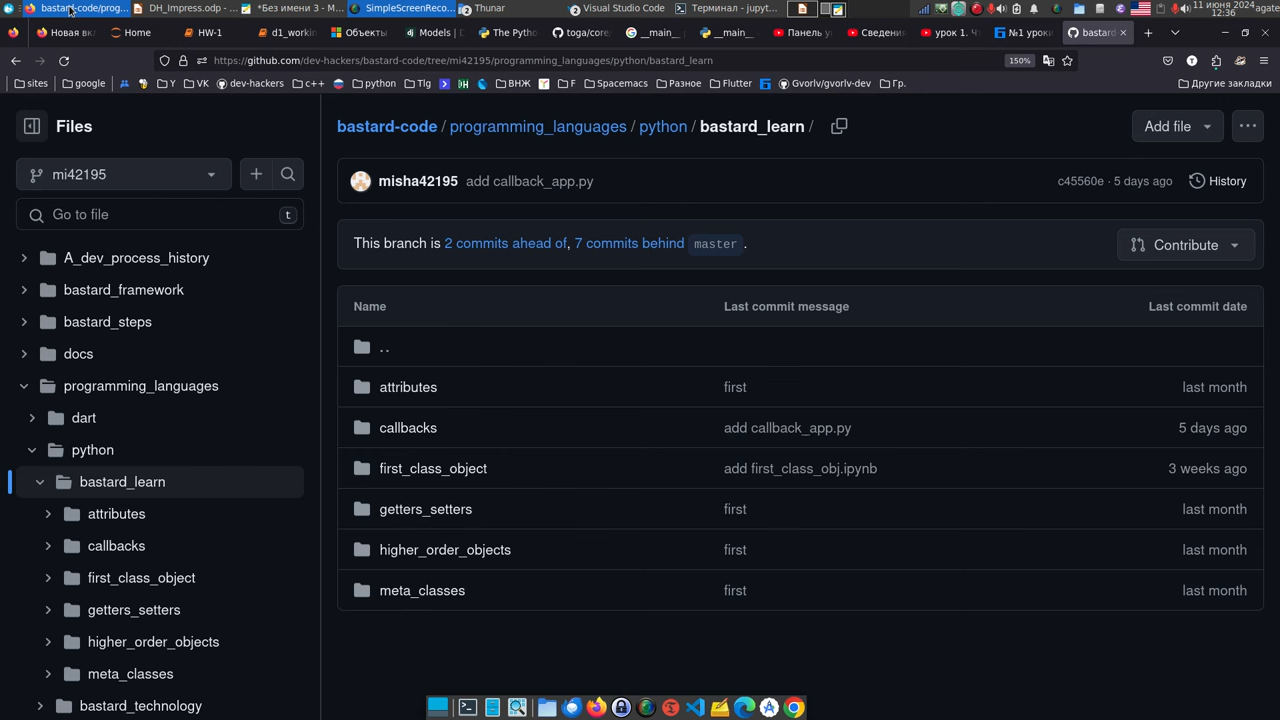 bastard-code/prog...
DH_Impress.odp - ...
*Без имени 3 - M...
SimpleScreenReco...
Thunar
Visual Studio Code
Терминал - jupyt...
11 июня 2024
12:36
agate
Новая вк
Home
HW-1
d1_workin
Объекты
Models |
The Pytho
toga/core
__main__
__main__
Панель у
Сведения
урок 1. Ч
№1 уроки
bastard
https://github.com/dev-hackers/bastard-code/tree/mi42195/programming_languages/python/bastard_learn
150%
sites
google
Y
VK
dev-hackers
c++
python
Tlg
ВНЖ
F
Spacemacs
Разное
Flutter
Gvorlv/gvorlv-dev
Гр.
Другие закладки
Files
bastard-code / programming_languages / python / bastard_learn /
Add file
mi42195
misha42195 add callback_app.py
c45560e · 5 days ago
History
Go to file
t
This branch is 2 commits ahead of, 7 commits behind master .
Contribute
A_dev_process_history
bastard_framework
bastard_steps
docs
programming_languages
dart
python
bastard_learn
attributes
callbacks
first_class_object
getters_setters
higher_order_objects
meta_classes
bastard_technology
Name Last commit message Last commit date
..
attributes first last month
callbacks add callback_app.py 5 days ago
first_class_object add first_class_obj.ipynb 3 weeks ago
getters_setters first last month
higher_order_objects first last month
meta_classes first last month